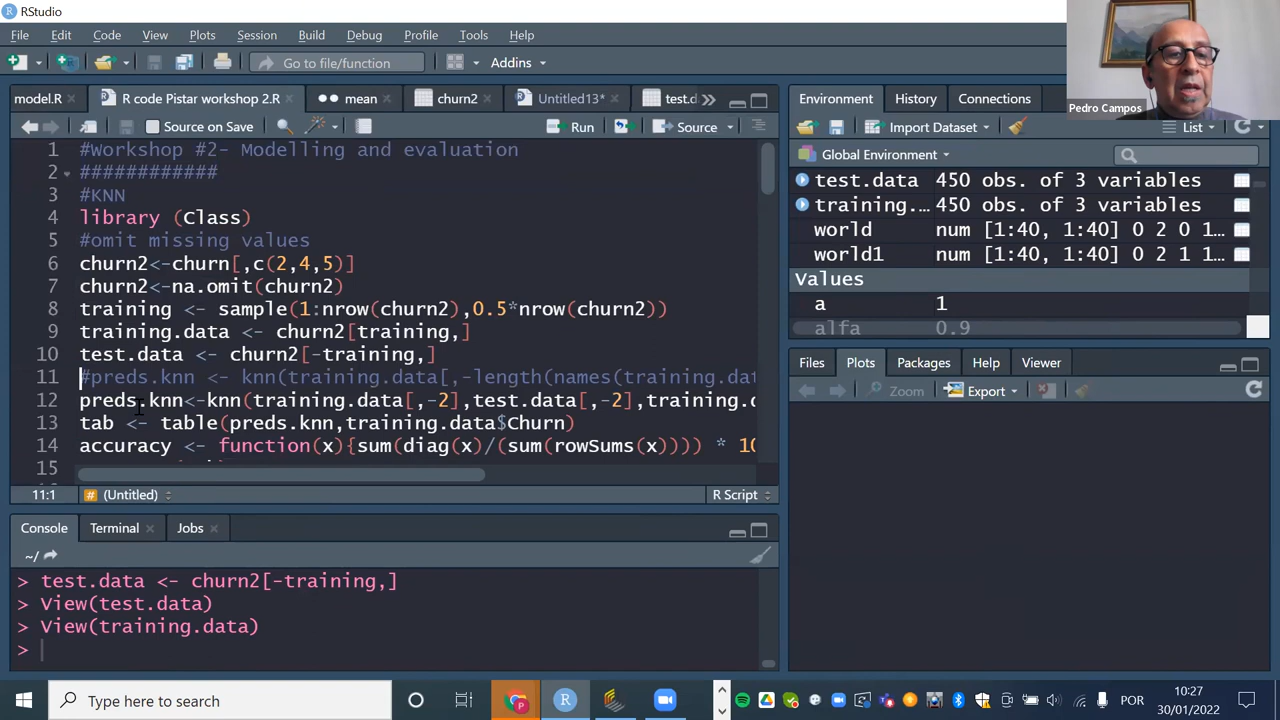 RStudio
File Edit Code View Plots Session Build Debug Profile Tools Help
Go to file/function Addins
model.R R code Pistar workshop 2.R mean churn2 Untitled13* test.d
Source on Save Run Source
1 #Workshop #2- Modelling and evaluation
2 ############
3 #KNN
4 library (Class)
5 #omit missing values
6 churn2<-churn[,c(2,4,5)]
7 churn2<-na.omit(churn2)
8 training <- sample(1:nrow(churn2),0.5*nrow(churn2))
9 training.data <- churn2[training,]
10 test.data <- churn2[-training,]
11 #preds.knn <- knn(training.data[,-length(names(training.dat
12 preds.knn<-knn(training.data[,-2],test.data[,-2],training.d
13 tab <- table(preds.knn,training.data$Churn)
14 accuracy <- function(x){sum(diag(x)/(sum(rowSums(x)))) * 10
15
11:1 # (Untitled) R Script
Console Terminal Jobs
~/
> test.data <- churn2[-training,]
> View(test.data)
> View(training.data)
>
Environment History Connections
Import Dataset List
Global Environment
test.data 450 obs. of 3 variables
training.… 450 obs. of 3 variables
world num [1:40, 1:40] 0 2 0 1…
world1 num [1:40, 1:40] 0 2 1 1…
Values
a 1
alfa 0.9
Files Plots Packages Help Viewer
Zoom Export
Pedro Campos
Type here to search
POR
10:27
30/01/2022